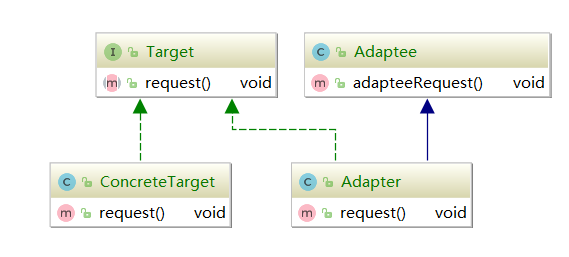 I Target
m request() void
C Adaptee
m adapteeRequest() void
C ConcreteTarget
m request() void
C Adapter
m request() void